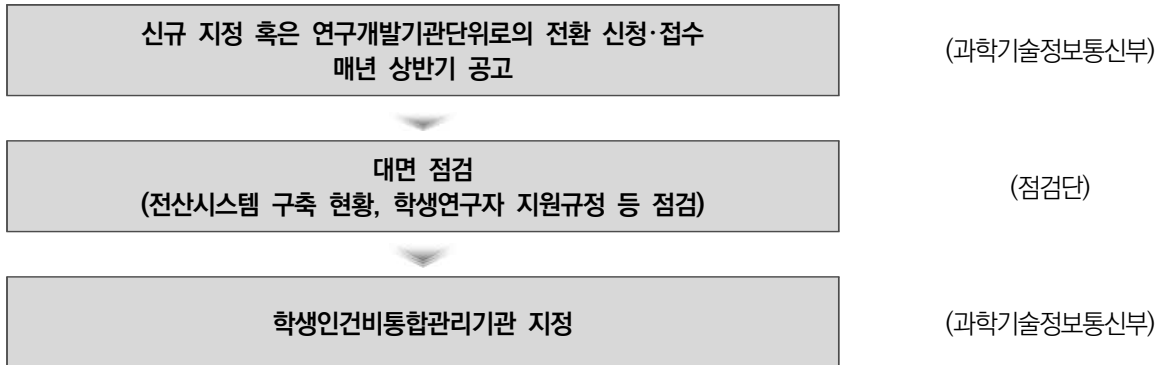 신규 지정 혹은 연구개발기관단위로의 전환 신청·접수
매년 상반기 공고
(과학기술정보통신부)
대면 점검
(전산시스템 구축 현황, 학생연구자 지원규정 등 점검)
(점검단)
학생인건비통합관리기관 지정
(과학기술정보통신부)